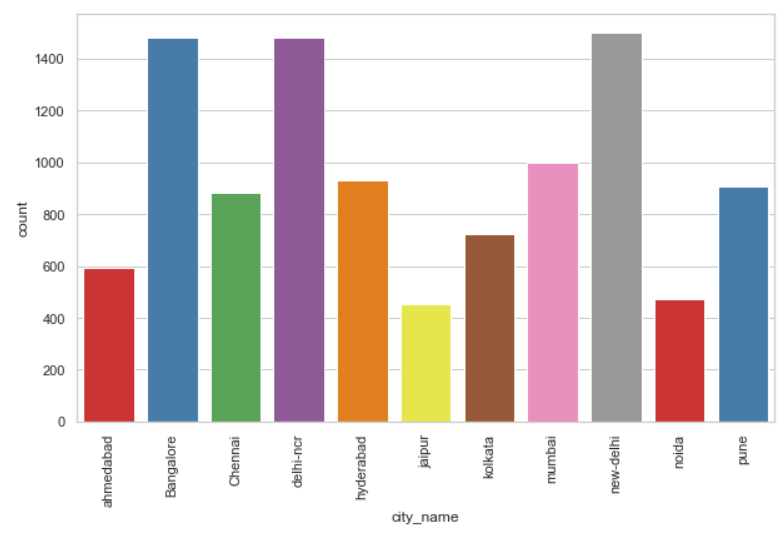 1400
1200
1000
800
600
400
200
0
count
ahmedabad
Bangalore
Chennai
delhi-ncr
hyderabad
jaipur
kolkata
mumbai
new-delhi
noida
pune
city_name